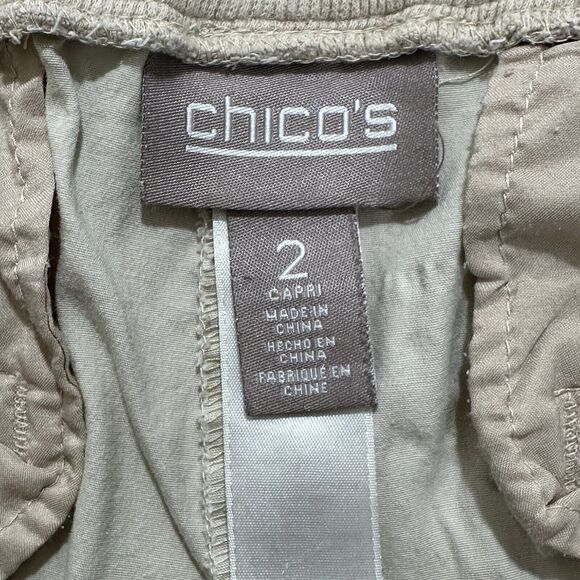 chico's
2
CAPRI
MADE IN
CHINA
HECHO EN
CHINA
FABRIQUÉ EN
CHINE